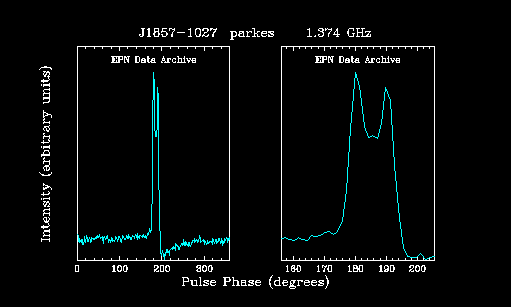 J1857-1027 parkes 1.374 GHz
EPN Data Archive
EPN Data Archive
Intensity (arbitrary units)
0 100 200 300
160 170 180 190 200
Pulse Phase (degrees)